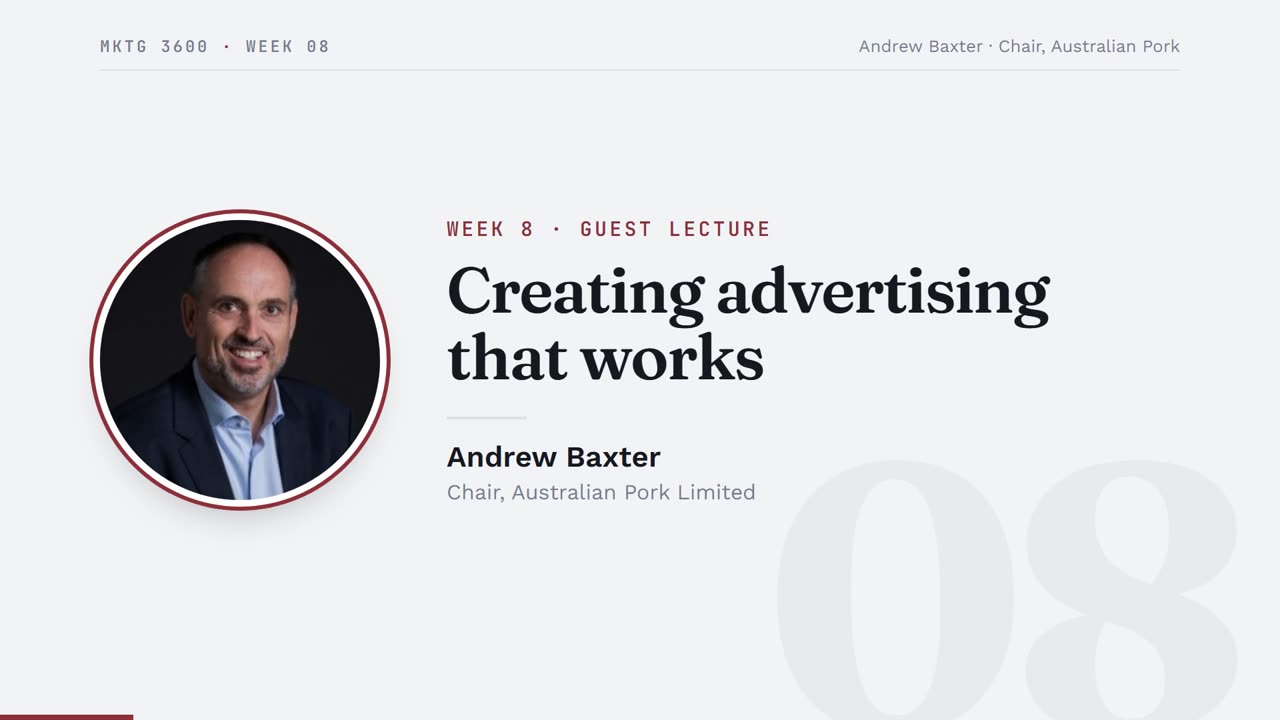 MKTG 3600 · WEEK 08
Andrew Baxter · Chair, Australian Pork
WEEK 8 · GUEST LECTURE
Creating advertising
that works
Andrew Baxter
Chair, Australian Pork Limited
08